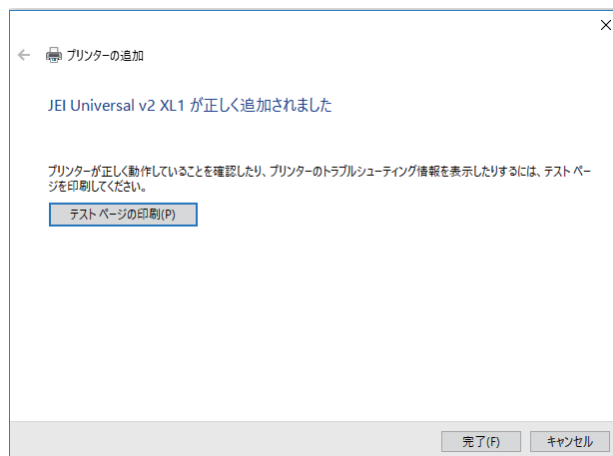 プリンターの追加
JEI Universal v2 XL1 が正しく追加されました
プリンターが正しく動作していることを確認したり、プリンターのトラブルシューティング情報を表示したりするには、テスト ペー
ジを印刷してください。
テスト ページの印刷(P)
完了(F) キャンセル